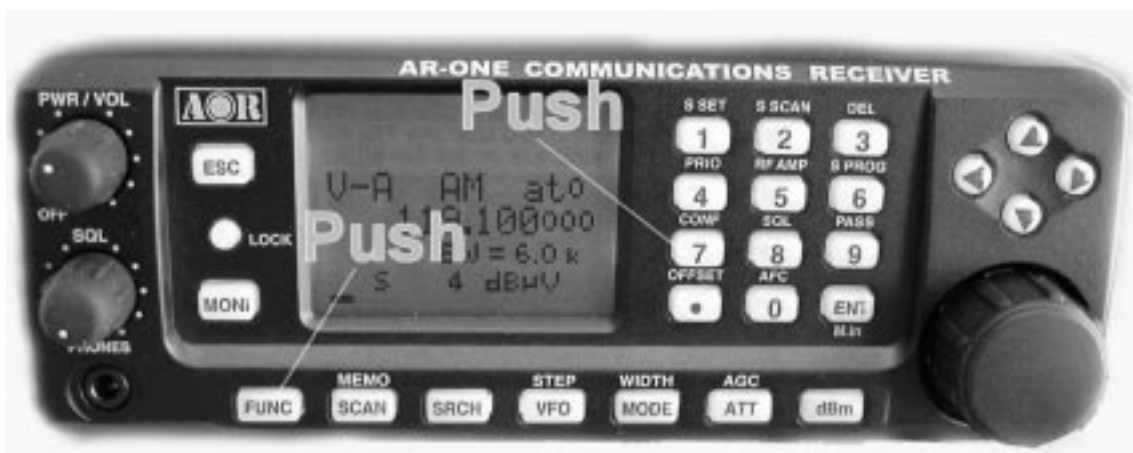 AR-ONE COMMUNICATIONS RECEIVER
PWR / VOL
AOR
Push
S SET S SCAN DEL
1 2 3
ESC
PRIO RF AMP S PROG
V-A AM ato
4 5 6
OFF
.100000
CONF SQL PASS
SQL
LOCK
Push
7 8 9
= 6.0 k
OFFSET AFC
S 4 dBµV
MONi
• 0 ENT
M.in
PHONES
MEMO STEP WIDTH AGC
FUNC SCAN SRCH VFO MODE ATT dBm